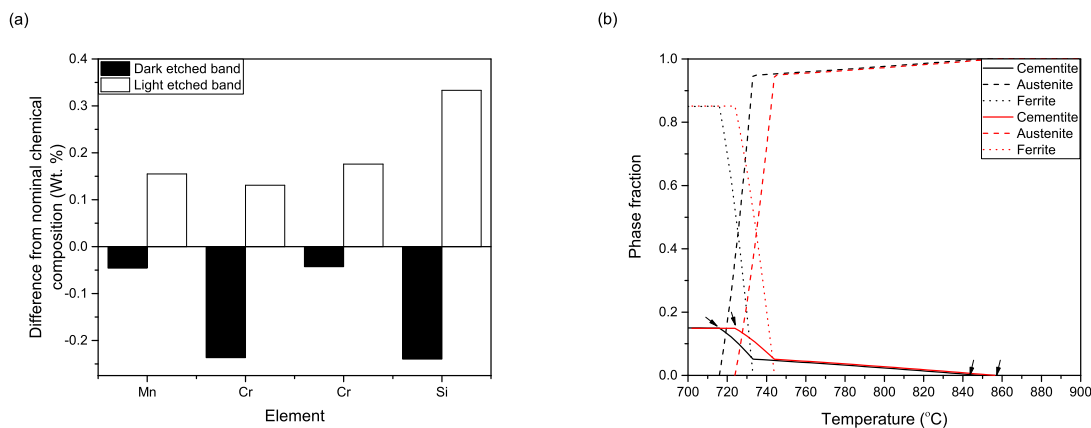 (a)
Difference from nominal chemical
composition (Wt. %)
0.4
0.3
0.2
0.1
0.0
-0.1
-0.2
Dark etched band
Light etched band
Mn Cr Cr Si
Element
(b)
Phase fraction
1.0
0.8
0.6
0.4
0.2
0.0
Cementite
Austenite
Ferrite
Cementite
Austenite
Ferrite
700 720 740 760 780 800 820 840 860 880 900
Temperature (°C)